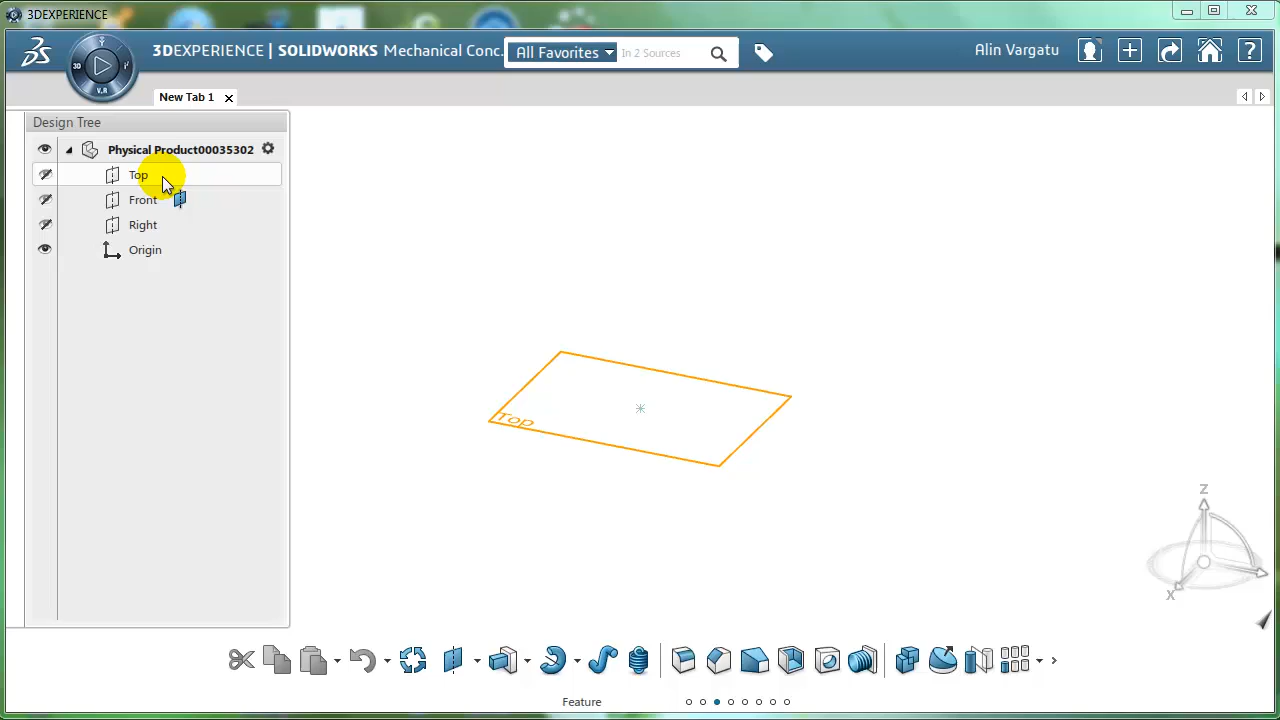 3DEXPERIENCE
3DEXPERIENCE | SOLIDWORKS Mechanical Conc.
All Favorites
In 2 Sources
Alin Vargatu
3D
V.R
New Tab 1
Design Tree
Physical Product00035302
Top
Front
Right
Origin
Top
Z
X
Feature